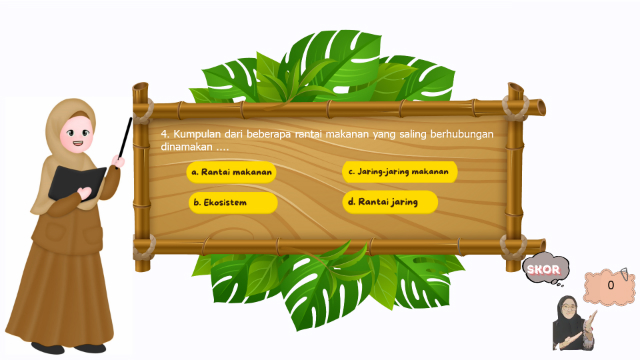 4. Kumpulan dari beberapa rantai makanan yang saling berhubungan
dinamakan ....
a. Rantai makanan
c. Jaring-jaring makanan
b. Ekosistem
d. Rantai jaring
SKOR
0